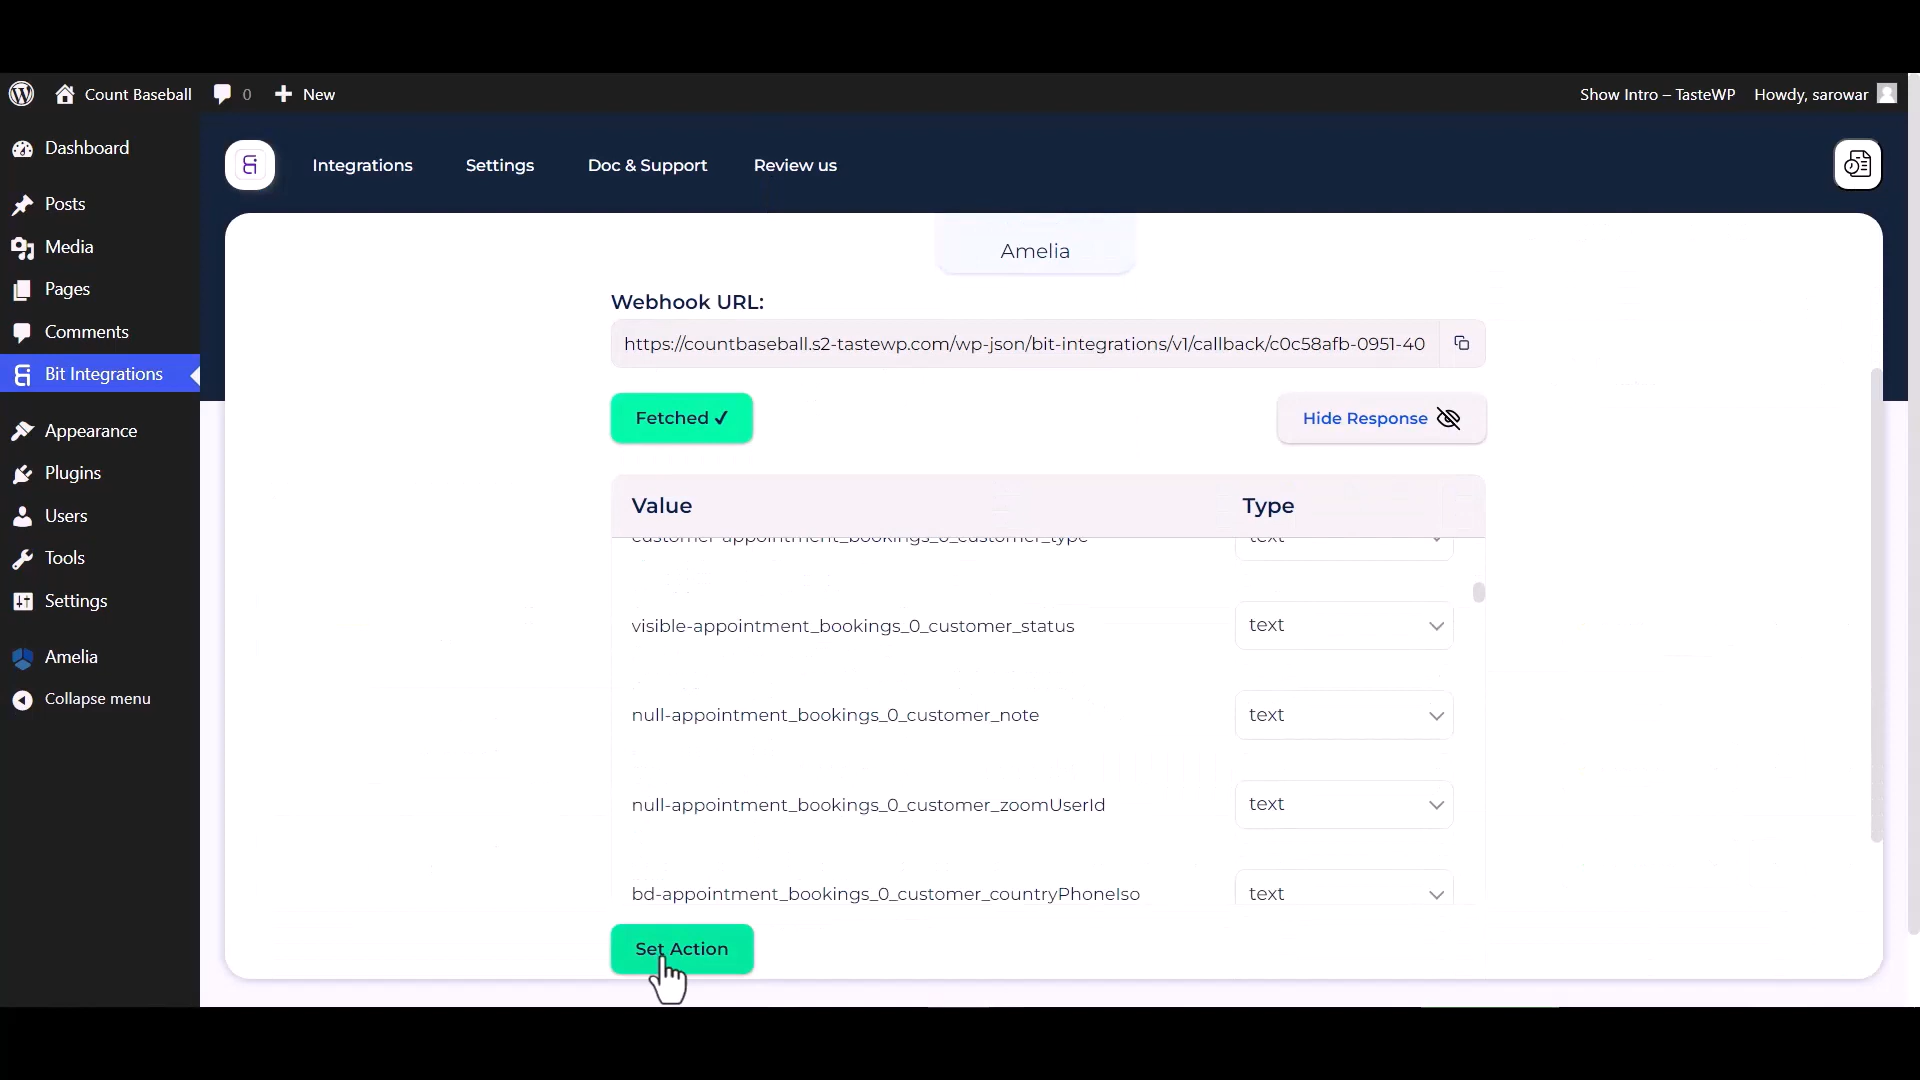 Count Baseball
0
New
Show Intro – TasteWP
Howdy, sarowar
Dashboard
Posts
Media
Pages
Comments
Bit Integrations
Appearance
Plugins
Users
Tools
Settings
Amelia
Collapse menu
Integrations
Settings
Doc & Support
Review us
Amelia
Webhook URL:
https://countbaseball.s2-tastewp.com/wp-json/bit-integrations/v1/callback/c0c58afb-0951-40
Fetched ✓
Hide Response
Value
Type
customer-appointment_bookings_0_customer_type
text
visible-appointment_bookings_0_customer_status
text
null-appointment_bookings_0_customer_note
text
null-appointment_bookings_0_customer_zoomUserId
text
bd-appointment_bookings_0_customer_countryPhoneIso
text
Set Action